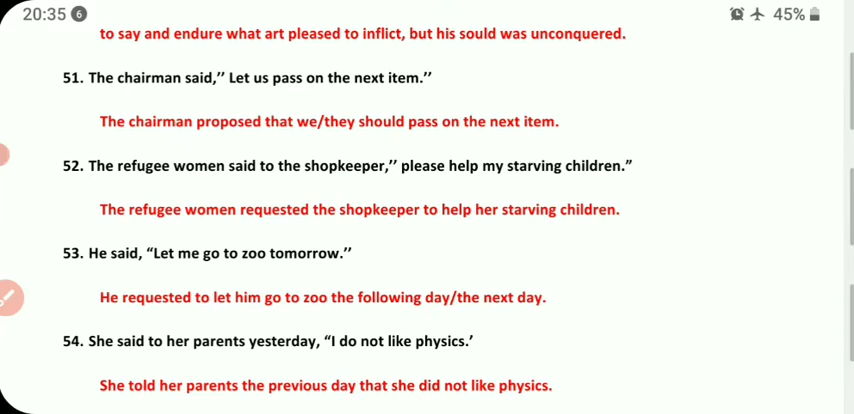 20:35 6 45%
to say and endure what art pleased to inflict, but his sould was unconquered.
51. The chairman said,’’ Let us pass on the next item.’’
The chairman proposed that we/they should pass on the next item.
52. The refugee women said to the shopkeeper,’’ please help my starving children.”
The refugee women requested the shopkeeper to help her starving children.
53. He said, “Let me go to zoo tomorrow.’’
He requested to let him go to zoo the following day/the next day.
54. She said to her parents yesterday, “I do not like physics.’
She told her parents the previous day that she did not like physics.